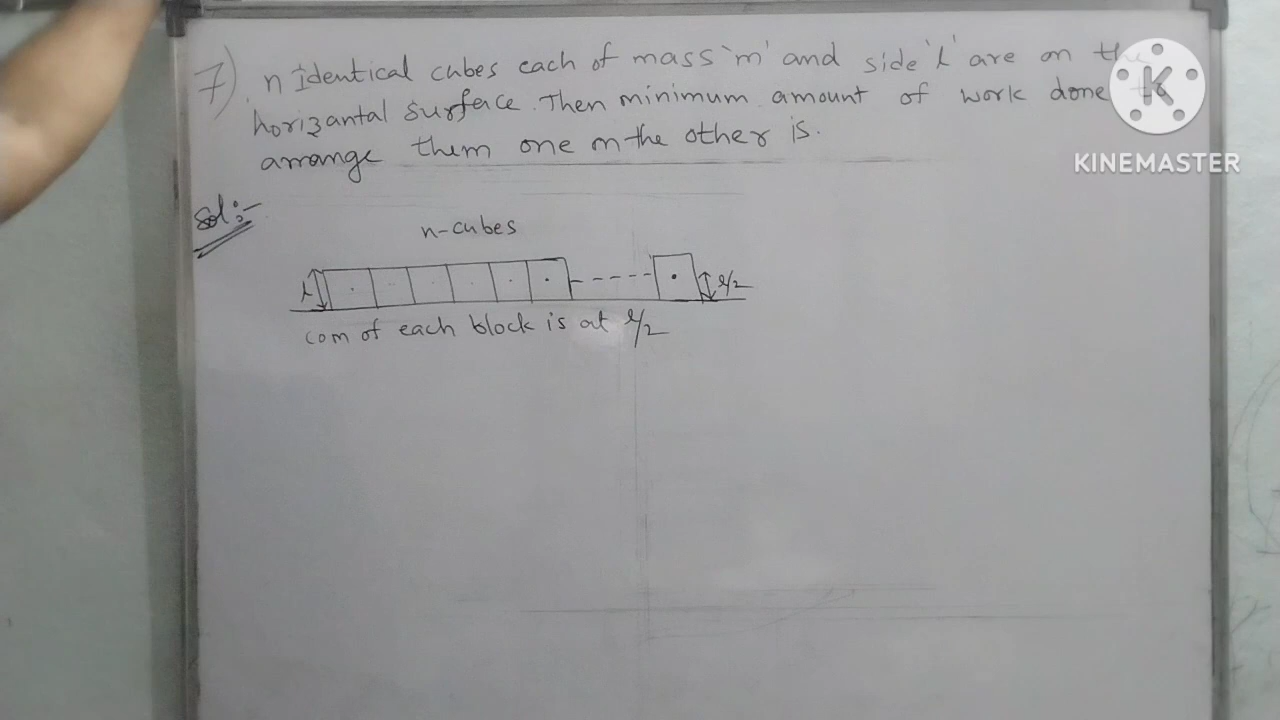 7) n Identical cubes each of mass 'm' and side 'l' are on the
horizantal surface. Then minimum amount of work done to
arrange them one on the other is.
Sol:-
n-cubes
l
l/2
com of each block is at l/2
KINEMASTER